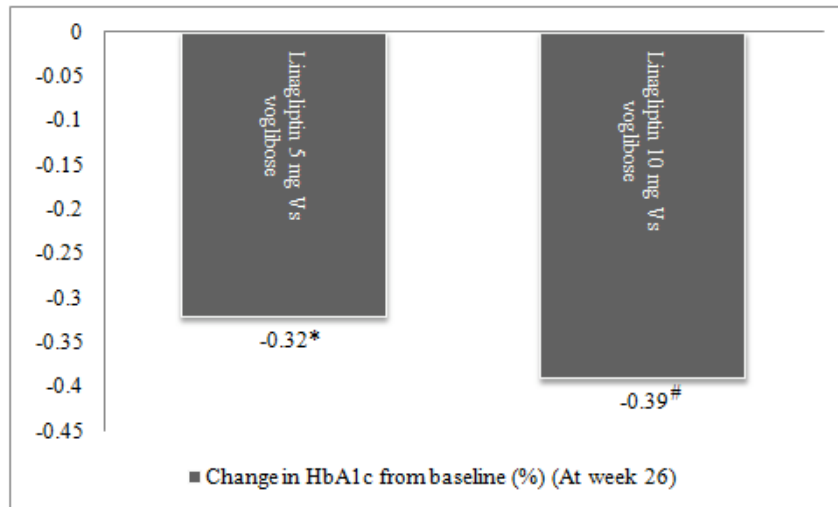 0
-0.05
-0.1
-0.15
-0.2
-0.25
-0.3
-0.35
-0.4
-0.45
Linagliptin 5 mg Vs
voglibose
Linagliptin 10 mg Vs
voglibose
-0.32*
-0.39#
Change in HbA1c from baseline (%) (At week 26)